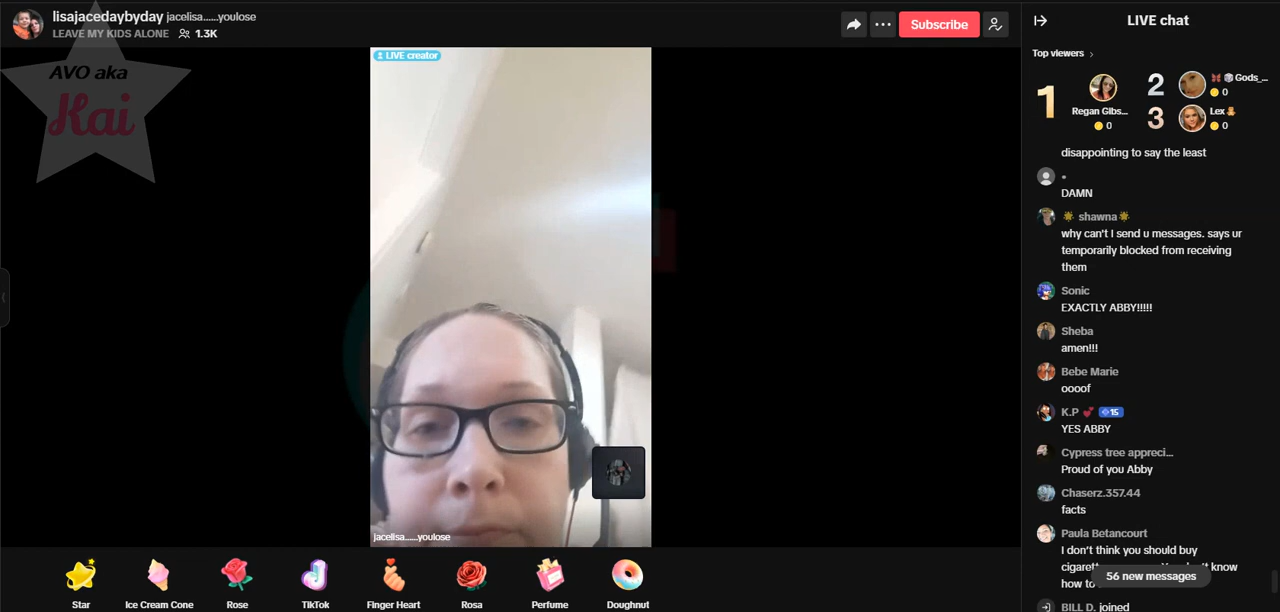 lisajacedaybyday jacelisa......youlose
LEAVE MY KIDS ALONE 1.3K
Subscribe
AVO aka
Kai
LIVE creator
jacelisa......youlose
Star
Ice Cream Cone
Rose
TikTok
Finger Heart
Rosa
Perfume
Doughnut
LIVE chat
Top viewers
1
Regan Gibs...
0
2
Gods_...
0
3
Lex
0
disappointing to say the least
DAMN
shawna
why can't I send u messages. says ur
temporarily blocked from receiving
them
Sonic
EXACTLY ABBY!!!!!
Sheba
amen!!!
Bebe Marie
oooof
K.P 15
YES ABBY
Cypress tree appreci...
Proud of you Abby
Chaserz.357.44
facts
Paula Betancourt
I don't think you should buy
know
how to
56 new messages
BILL D. joined